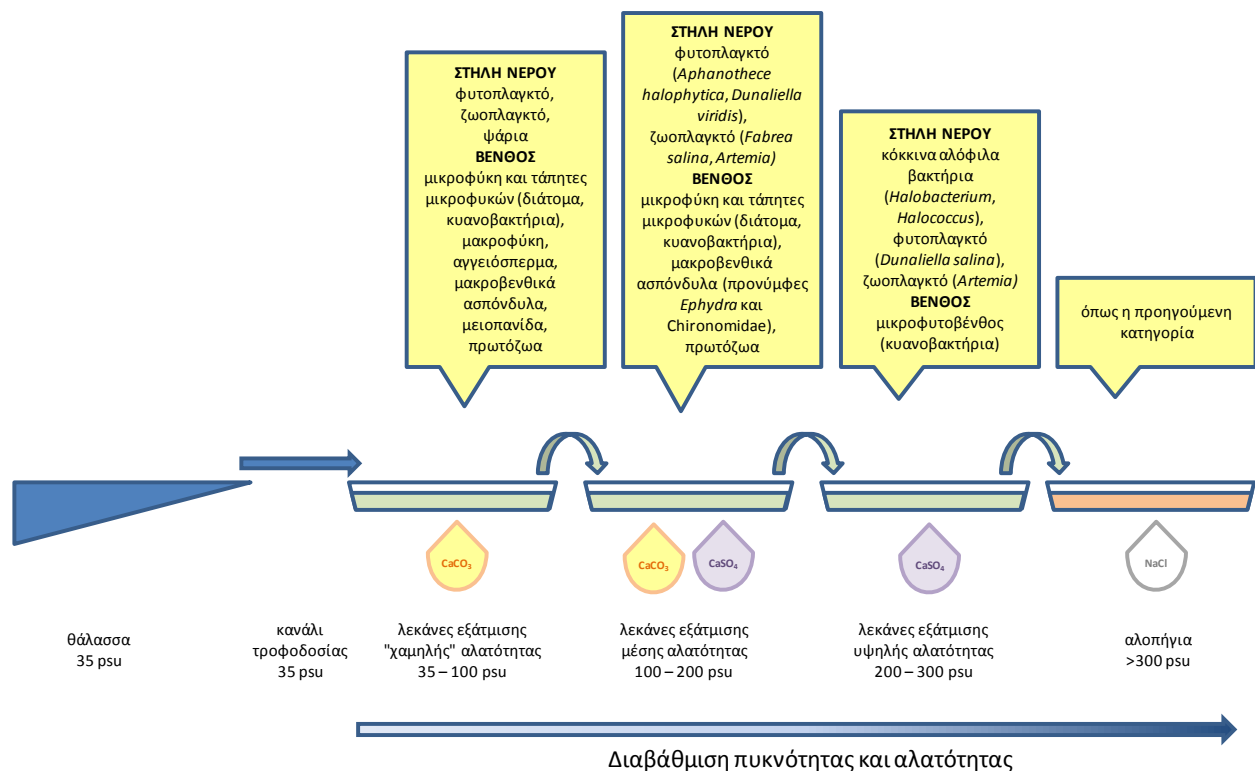 ΣΤΗΛΗ ΝΕΡΟΥ
φυτοπλαγκτό,
ζωοπλαγκτό,
ψάρια
ΒΕΝΘΟΣ
μικροφύκη και τάπητες
μικροφυκών (διάτομα,
κυανοβακτήρια),
μακροφύκη,
αγγειόσπερμα,
μακροβενθικά
ασπόνδυλα,
μειοπανίδα,
πρωτόζωα
ΣΤΗΛΗ ΝΕΡΟΥ
φυτοπλαγκτό
(Aphanothece
halophytica, Dunaliella
viridis),
ζωοπλαγκτό (Fabrea
salina, Artemia)
ΒΕΝΘΟΣ
μικροφύκη και τάπητες
μικροφυκών (διάτομα,
κυανοβακτήρια),
μακροβενθικά
ασπόνδυλα (προνύμφες
Ephydra και
Chironomidae),
πρωτόζωα
ΣΤΗΛΗ ΝΕΡΟΥ
κόκκινα αλόφιλα
βακτήρια
(Halobacterium,
Halococcus),
φυτοπλαγκτό
(Dunaliella salina),
ζωοπλαγκτό (Artemia)
ΒΕΝΘΟΣ
μικροφυτοβένθος
(κυανοβακτήρια)
όπως η προηγούμενη
κατηγορία
CaCO₃
CaCO₃
CaSO₄
CaSO₄
NaCl
θάλασσα
35 psu
κανάλι
τροφοδοσίας
35 psu
λεκάνες εξάτμισης
"χαμηλής" αλατότητας
35 – 100 psu
λεκάνες εξάτμισης
μέσης αλατότητας
100 – 200 psu
λεκάνες εξάτμισης
υψηλής αλατότητας
200 – 300 psu
αλοπήγια
>300 psu
Διαβάθμιση πυκνότητας και αλατότητας